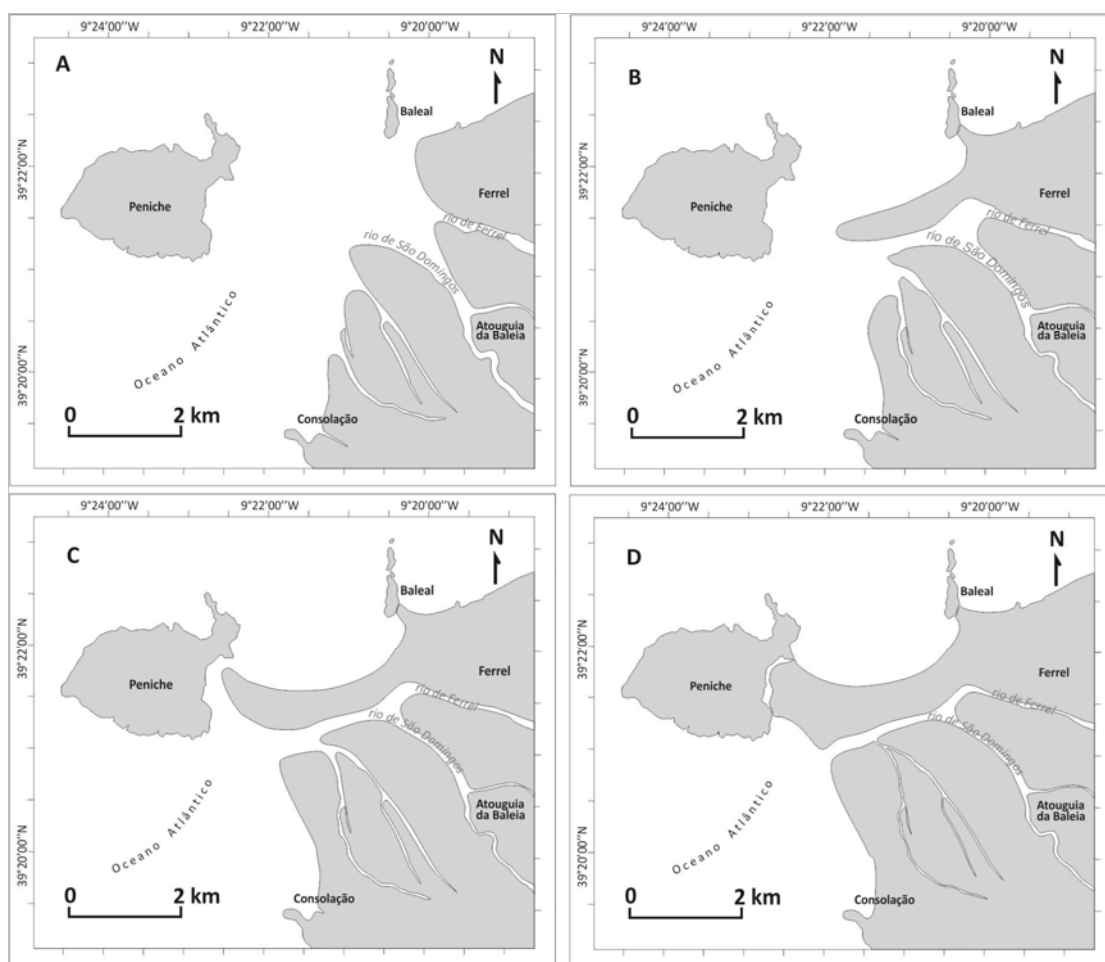 9°24'00''W 9°22'00''W 9°20'00''W
A
N
Baleal
39°22'00''N
Peniche
Ferrel
rio de Ferrel
rio de São Domingos
Oceano Atlântico
Atouguia
da Baleia
39°20'00''N
0 2 km
Consolação
9°24'00''W 9°22'00''W 9°20'00''W
B
N
Baleal
39°22'00''N
Peniche
Ferrel
rio de Ferrel
rio de São Domingos
Oceano Atlântico
Atouguia
da Baleia
39°20'00''N
0 2 km
Consolação
9°24'00''W 9°22'00''W 9°20'00''W
C
N
Baleal
39°22'00''N
Peniche
Ferrel
rio de Ferrel
rio de São Domingos
Oceano Atlântico
Atouguia
da Baleia
39°20'00''N
0 2 km
Consolação
9°24'00''W 9°22'00''W 9°20'00''W
D
N
Baleal
39°22'00''N
Peniche
Ferrel
rio de Ferrel
rio de São Domingos
Oceano Atlântico
Atouguia
da Baleia
39°20'00''N
0 2 km
Consolação